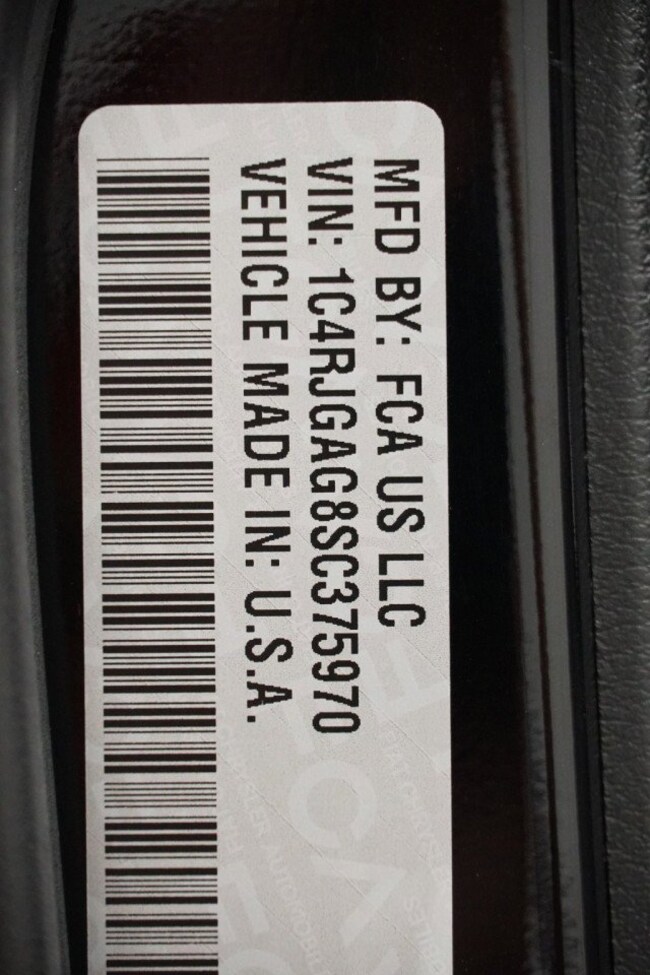 MFD BY: FCA US LLC
VIN: 1C4RJGAG8SC375970
VEHICLE MADE IN: U.S.A.